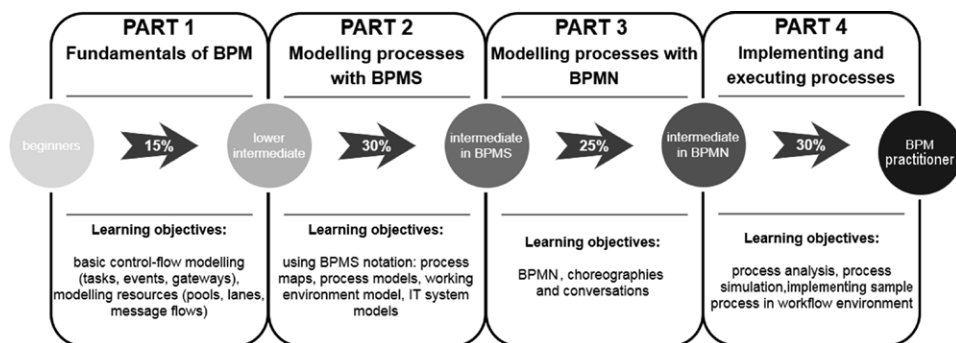 PART 1
Fundamentals of BPM
PART 2
Modelling processes
with BPMS
PART 3
Modelling processes with
BPMN
PART 4
Implementing and
executing processes
beginners
15%
lower
intermediate
30%
intermediate
in BPMS
25%
intermediate
in BPMN
30%
BPM
practitioner
Learning objectives:
basic control-flow modelling
(tasks, events, gateways),
modelling resources (pools, lanes,
message flows)
Learning objectives:
using BPMS notation: process
maps, process models, working
environment model, IT system
models
Learning objectives:
BPMN, choreographies
and conversations
Learning objectives:
process analysis, process
simulation,implementing sample
process in workflow environment